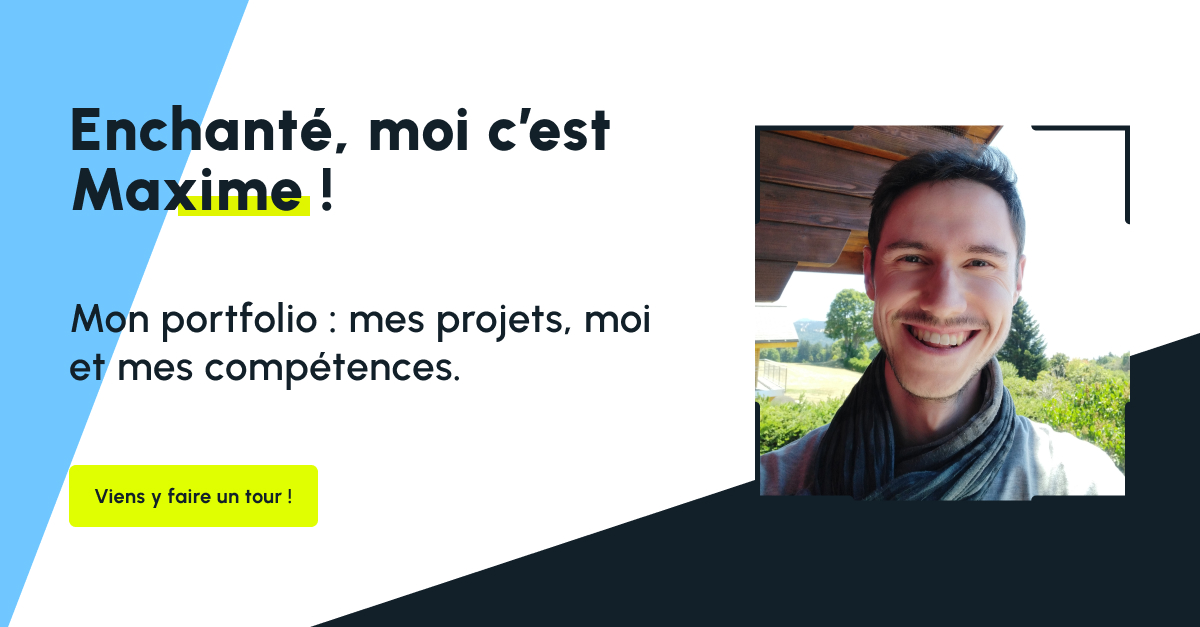 Enchanté, moi c’est
Maxime !
Mon portfolio : mes projets, moi
et mes compétences.
Viens y faire un tour !